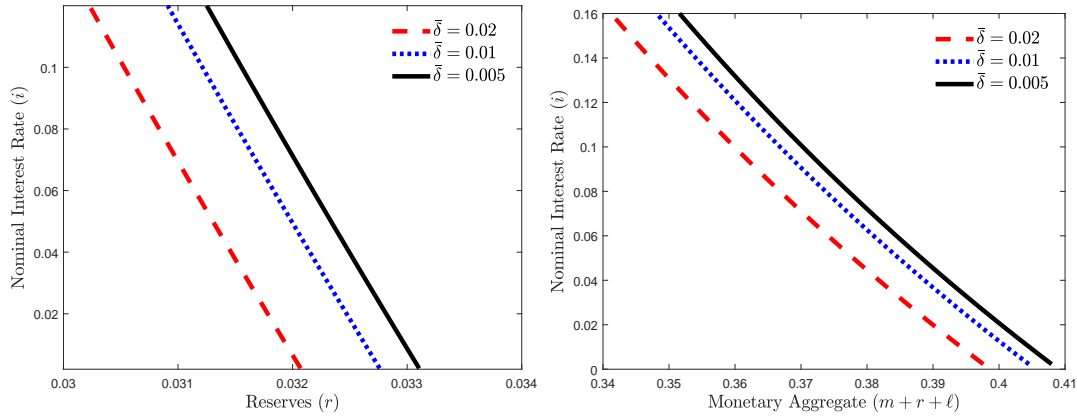 δ̄ = 0.02
δ̄ = 0.01
δ̄ = 0.005
0.1
0.08
0.06
0.04
0.02
0.03
0.031
0.032
0.033
0.034
Nominal Interest Rate (i)
Reserves (r)
δ̄ = 0.02
δ̄ = 0.01
δ̄ = 0.005
0.16
0.14
0.12
0.1
0.08
0.06
0.04
0.02
0
0.34
0.35
0.36
0.37
0.38
0.39
0.4
0.41
Nominal Interest Rate (i)
Monetary Aggregate (m + r + ℓ)